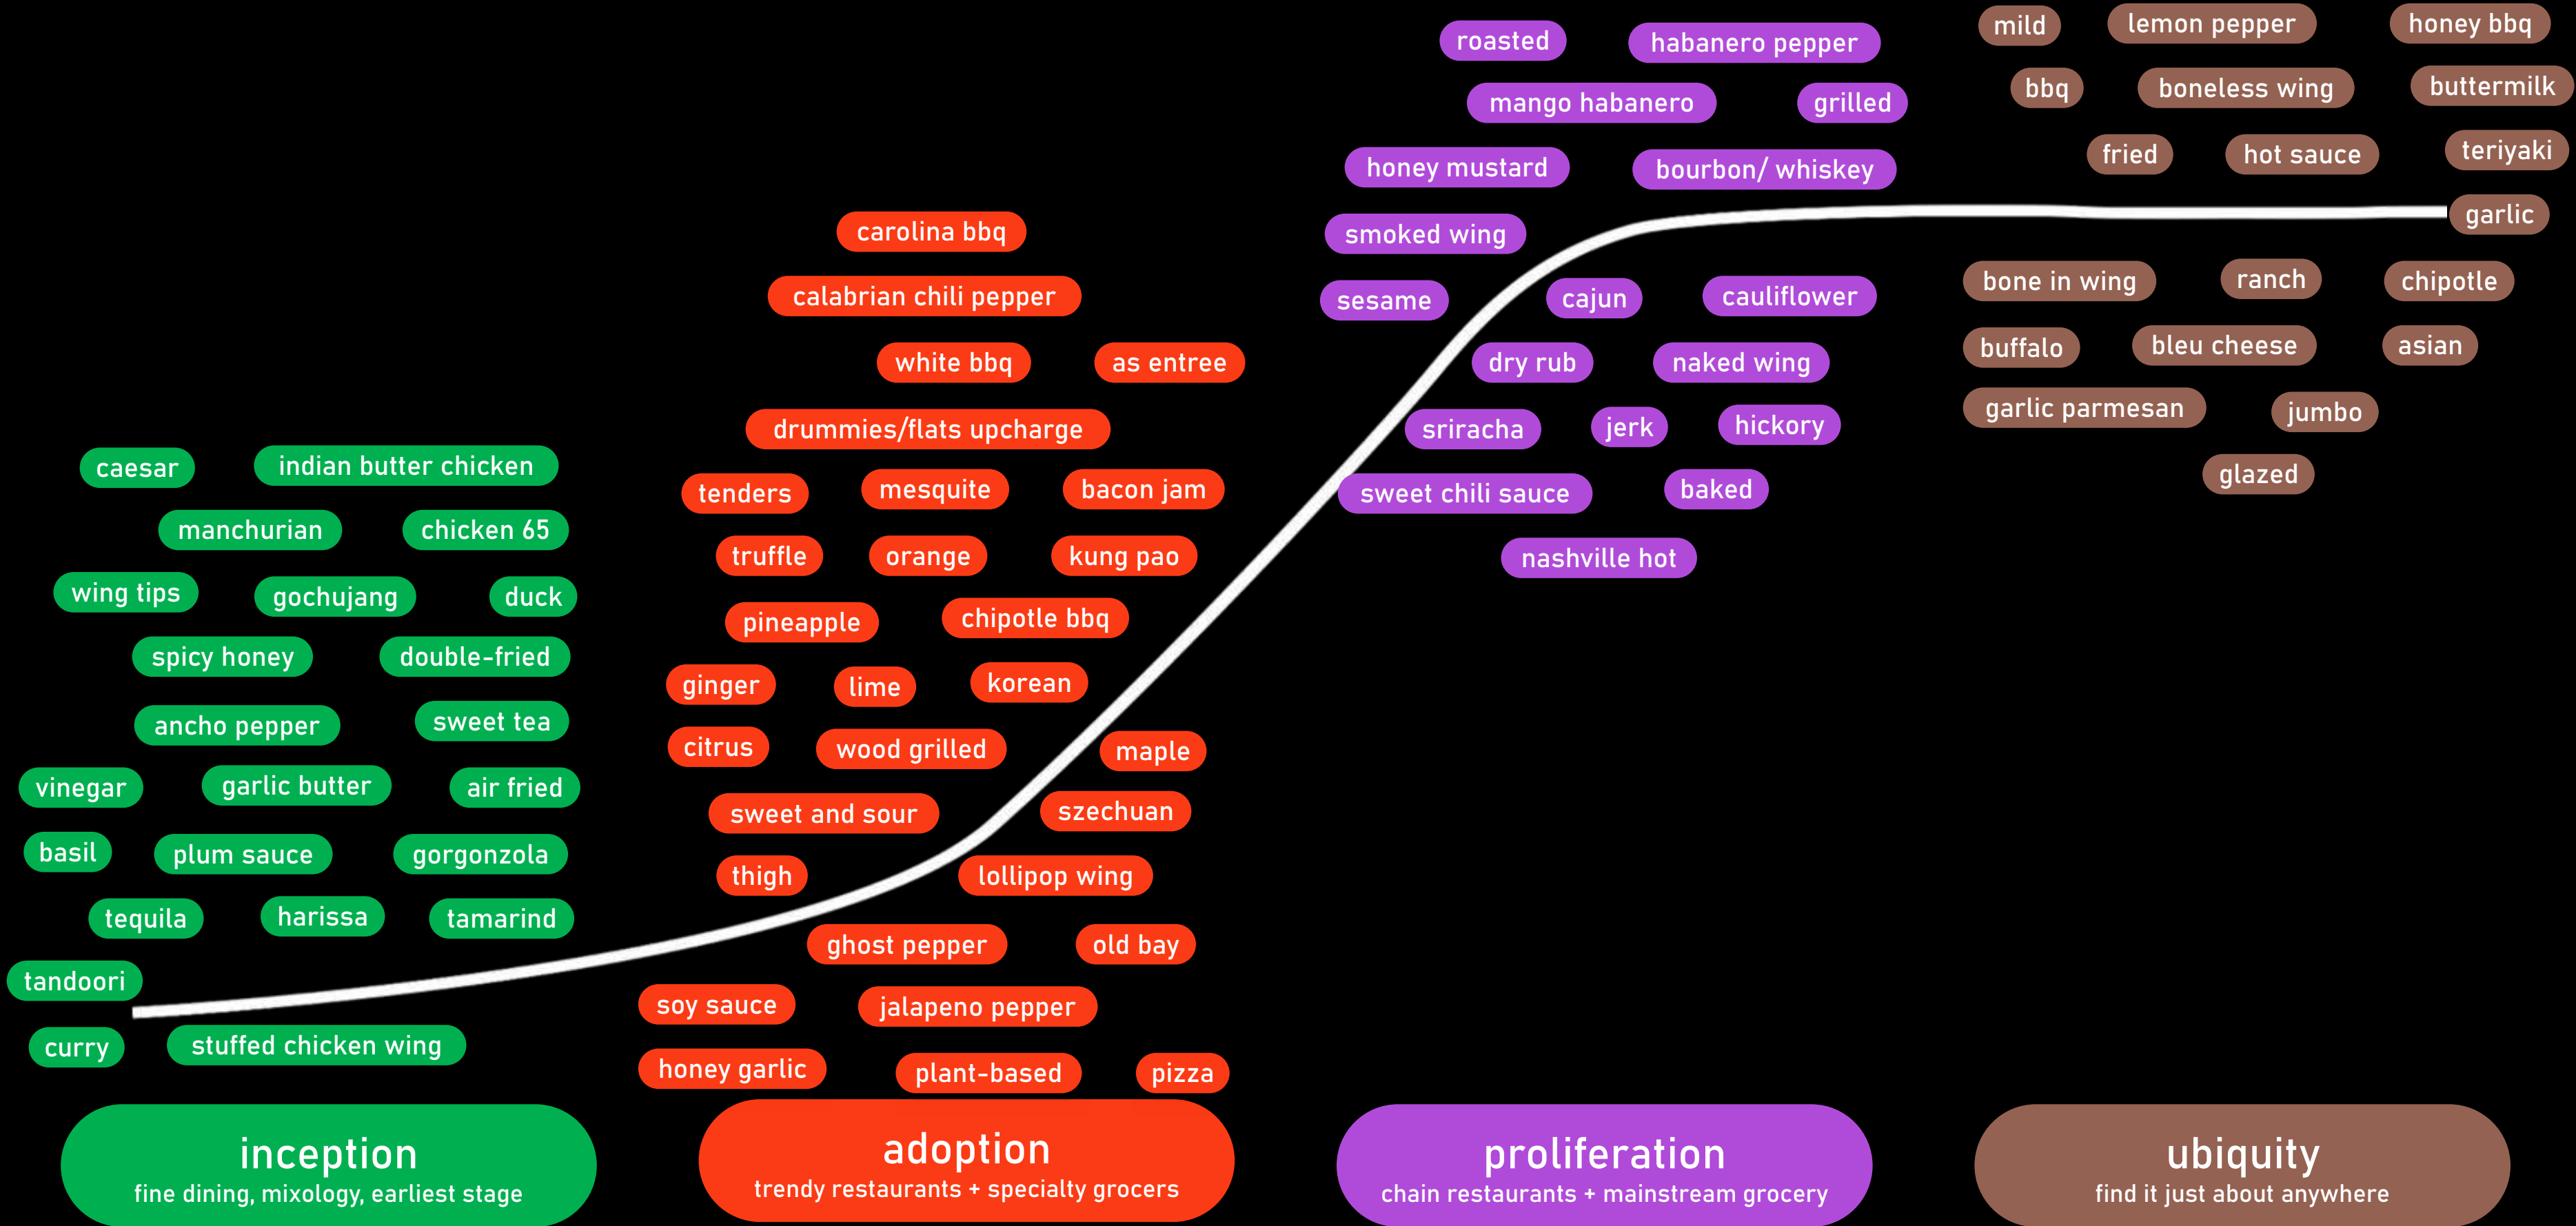 caesar
indian butter chicken
manchurian
chicken 65
wing tips
gochujang
duck
spicy honey
double-fried
ancho pepper
sweet tea
vinegar
garlic butter
air fried
basil
plum sauce
gorgonzola
tequila
harissa
tamarind
tandoori
curry
stuffed chicken wing
inception
fine dining, mixology, earliest stage
carolina bbq
calabrian chili pepper
white bbq
as entree
drummies/flats upcharge
tenders
mesquite
bacon jam
truffle
orange
kung pao
pineapple
chipotle bbq
ginger
lime
korean
citrus
wood grilled
maple
sweet and sour
szechuan
thigh
lollipop wing
ghost pepper
old bay
soy sauce
jalapeno pepper
honey garlic
plant-based
pizza
adoption
trendy restaurants + specialty grocers
roasted
habanero pepper
mango habanero
grilled
honey mustard
bourbon/ whiskey
smoked wing
sesame
cajun
cauliflower
dry rub
naked wing
sriracha
jerk
hickory
sweet chili sauce
baked
nashville hot
proliferation
chain restaurants + mainstream grocery
mild
lemon pepper
honey bbq
bbq
boneless wing
buttermilk
fried
hot sauce
teriyaki
garlic
bone in wing
ranch
chipotle
buffalo
bleu cheese
asian
garlic parmesan
jumbo
glazed
ubiquity
find it just about anywhere